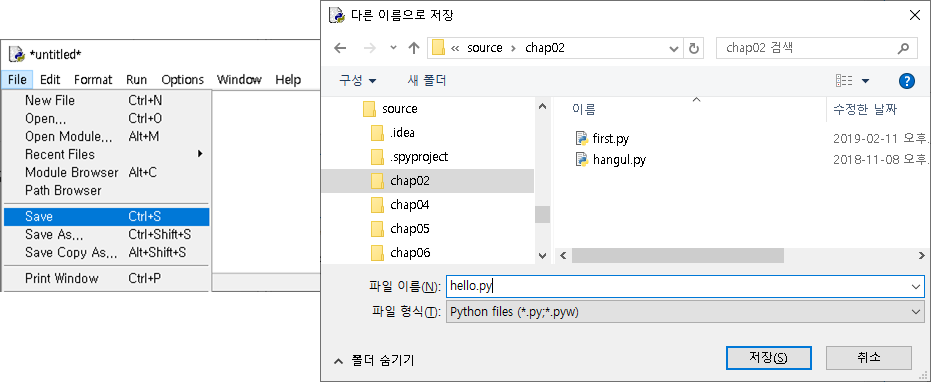 *untitled*
File Edit Format Run Options Window Help
New File Ctrl+N
Open... Ctrl+O
Open Module... Alt+M
Recent Files
Module Browser Alt+C
Path Browser
Save Ctrl+S
Save As... Ctrl+Shift+S
Save Copy As... Alt+Shift+S
Print Window Ctrl+P
다른 이름으로 저장
« source › chap02
chap02 검색
구성 새 폴더
source
.idea
.spyproject
chap02
chap04
chap05
chap06
이름 수정한 날짜
first.py 2019-02-11 오후...
hangul.py 2018-11-08 오후...
파일 이름(N): hello.py
파일 형식(T): Python files (*.py;*.pyw)
폴더 숨기기
저장(S) 취소